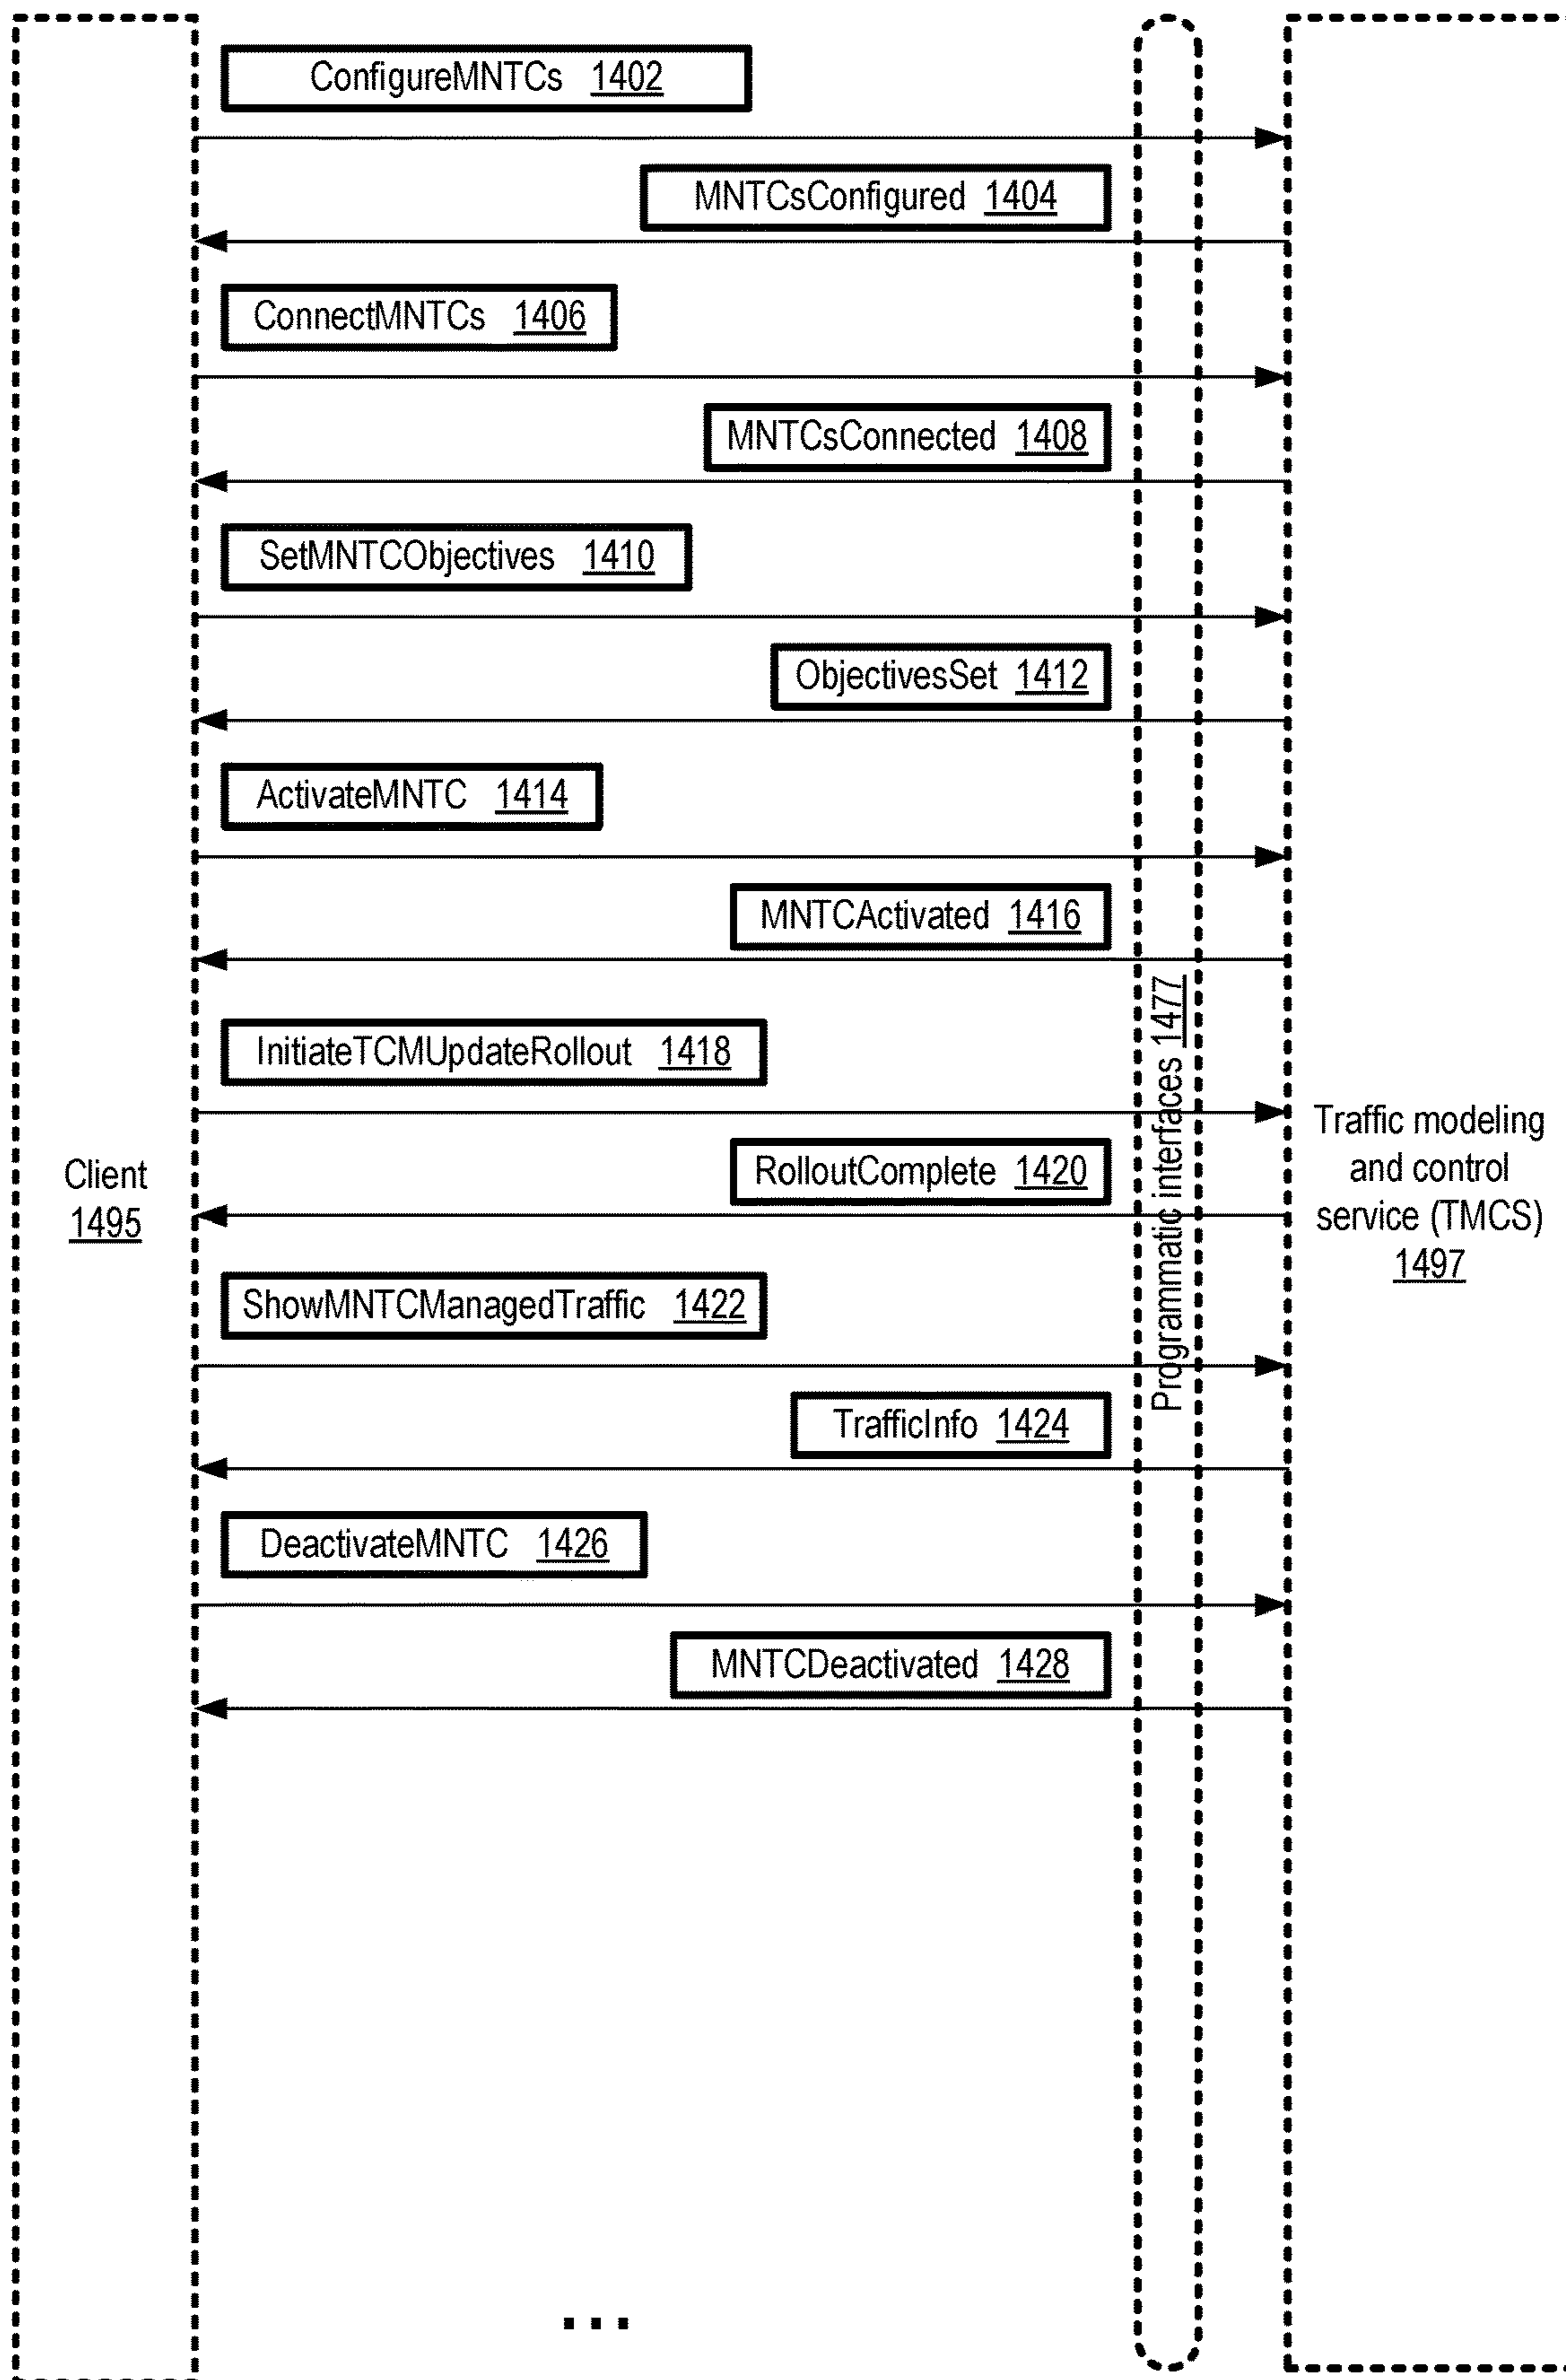 ConfigureMNTCs 1402
MNTCsConfigured 1404
ConnectMNTCs 1406
MNTCsConnected 1408
SetMNTCObjectives 1410
ObjectivesSet 1412
ActivateMNTC 1414
MNTCActivated 1416
InitiateTCMUpdateRollout 1418
RolloutComplete 1420
ShowMNTCManagedTraffic 1422
TrafficInfo 1424
DeactivateMNTC 1426
MNTCDeactivated 1428
Client
1495
Programmatic interfaces 1477
Traffic modeling
and control
service (TMCS)
1497
...